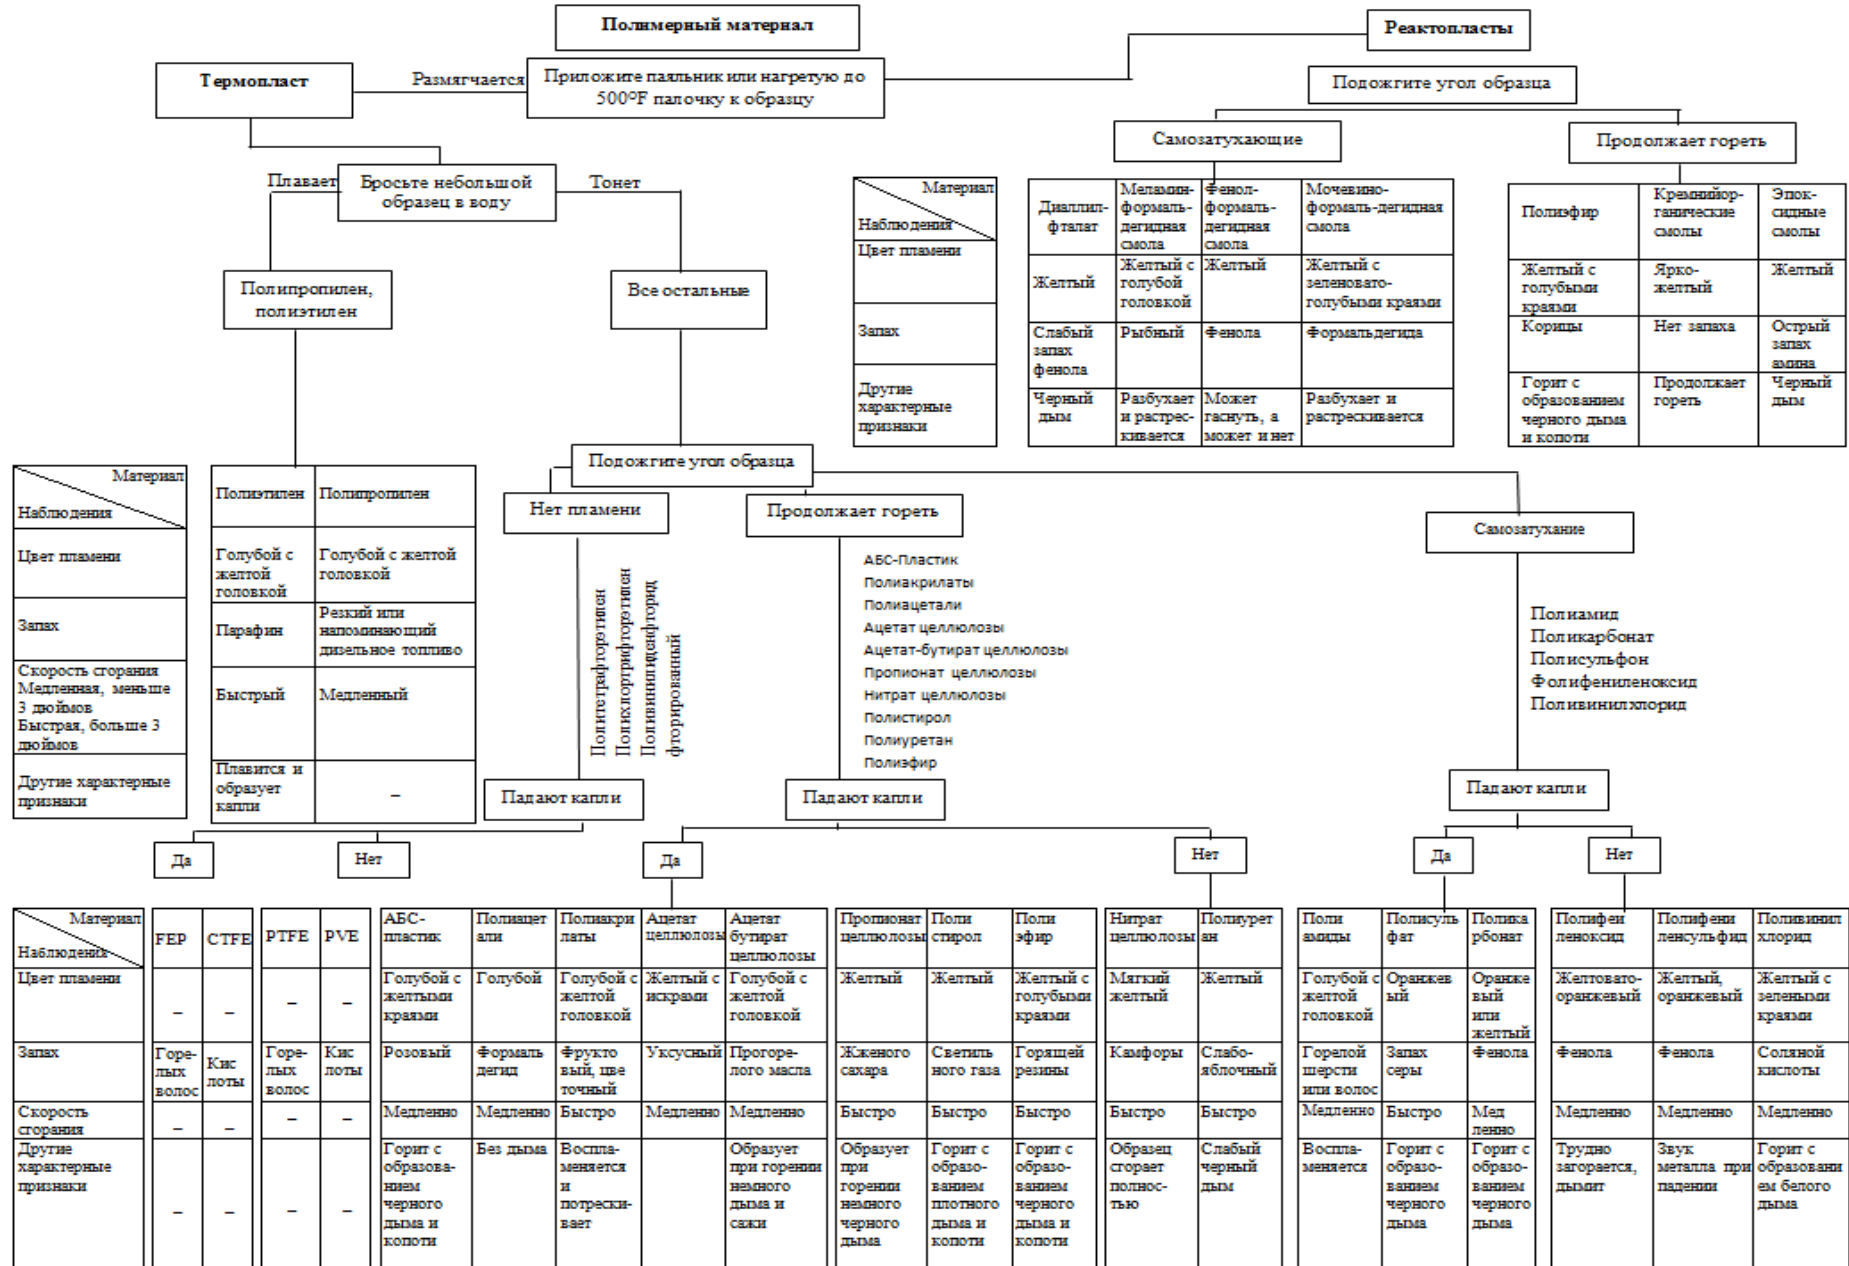 Полимерный материал
Реактопласты
Термопласт
Размягчается
Приложите паяльник или нагретую до
500ºF палочку к образцу
Подожгите угол образца
Самозатухающие
Продолжает гореть
Плавает
Бросьте небольшой
образец в воду
Тонет
Материал
Наблюдения
Цвет пламени
Запах
Другие
характерные
признаки
Диаллил-
фталат
Меламин-
формаль-
дегидная
смола
Фенол-
формаль-
дегидная
смола
Мочевино-
формаль-дегидная
смола
Желтый
Желтый с
голубой
головкой
Желтый
Желтый с
зеленовато-
голубыми краями
Слабый
запах
фенола
Рыбный
Фенола
Формальдегида
Черный
дым
Разбухает
и растрес-
кивается
Может
гаснуть, а
может и нет
Разбухает и
растрескивается
Полиэфир
Кремнийор-
ганические
смолы
Эпок-
сидные
смолы
Желтый с
голубыми
краями
Ярко-
желтый
Желтый
Корицы
Нет запаха
Острый
запах
амина
Горит с
образованием
черного дыма
и копоти
Продолжает
гореть
Черный
дым
Полипропилен,
полиэтилен
Все остальные
Подожгите угол образца
Нет пламени
Продолжает гореть
Самозатухание
Материал
Наблюдения
Цвет пламени
Запах
Скорость сгорания
Медленная, меньше
3 дюймов
Быстрая, больше 3
дюймов
Другие характерные
признаки
Полиэтилен
Полипропилен
Голубой с
желтой
головкой
Голубой с желтой
головкой
Парафин
Резкий или
напоминающий
дизельное топливо
Быстрый
Медленный
Плавится и
образует
капли
–
Политетрафторэтилен
Полихлортрифторэтилен
Поливинилиденфторид
фторированный
АБС-Пластик
Полиакрилаты
Полиацетали
Ацетат целлюлозы
Ацетат-бутират целлюлозы
Пропионат целлюлозы
Нитрат целлюлозы
Полистирол
Полиуретан
Полиэфир
Полиамид
Поликарбонат
Полисульфон
Фолифениленоксид
Поливинилхлорид
Падают капли
Падают капли
Падают капли
Да
Нет
Да
Нет
Да
Нет
Материал
Наблюдения
FEP
CTFE
PTFE
PVE
АБС-
пластик
Полиацет
али
Полиакри
латы
Ацетат
целлюлозы
Ацетат
бутират
целлюлозы
Пропионат
целлюлозы
Поли
стирол
Поли
эфир
Нитрат
целлюлозы
Полиурет
ан
Поли
амиды
Полисуль
фат
Полика
рбонат
Полифен
леноксид
Полифени
ленсульфид
Поливинил
хлорид
Цвет пламени
–
–
–
–
Голубой с
желтыми
краями
Голубой
Голубой с
желтой
головкой
Желтый с
искрами
Голубой с
желтой
головкой
Желтый
Желтый
Желтый с
голубыми
краями
Мягкий
желтый
Желтый
Голубой с
желтой
головкой
Оранжев
ый
Оранже
вый
или
желтый
Желтовато-
оранжевый
Желтый,
оранжевый
Желтый с
зелеными
краями
Запах
Горе-
лых
волос
Кис
лоты
Горе-
лых
волос
Кис
лоты
Розовый
Формаль
дегид
Фрукто
вый, цве
точный
Уксусный
Прогоре-
лого масла
Жженого
сахара
Светиль
ного газа
Горящей
резины
Камфоры
Слабо-
яблочный
Горелой
шерсти
или волос
Запах
серы
Фенола
Фенола
Фенола
Соляной
кислоты
Скорость
сгорания
–
–
–
–
Медленно
Медленно
Быстро
Медленно
Медленно
Быстро
Быстро
Быстро
Быстро
Быстро
Медленно
Быстро
Мед
ленно
Медленно
Медленно
Медленно
Другие
характерные
признаки
–
–
–
–
Горит с
образова-
нием
черного
дыма и
копоти
Без дыма
Воспла-
меняется
и
потрески-
вает
Образует
при горении
немного
дыма и
сажи
Образует
при
горении
немного
черного
дыма
Горит с
образо-
ванием
плотного
дыма и
копоти
Горит с
образо-
ванием
черного
дыма и
копоти
Образец
сгорает
полнос-
тью
Слабый
черный
дым
Воспла-
меняется
Горит с
образо-
ванием
черного
дыма
Горит с
образо-
ванием
черного
дыма
Трудно
загорается,
дымит
Звук
металла при
падении
Горит с
образовани
ем белого
дыма